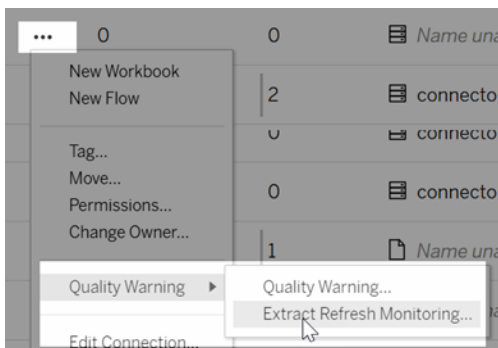 ••• 0 0 Name una
New Workbook
New Flow
2 connecto
0 connecto
Tag...
Move...
0 connecto
Permissions...
Change Owner...
1 Name una
Quality Warning ▸ Quality Warning...
Extract Refresh Monitoring...
Edit Connection...